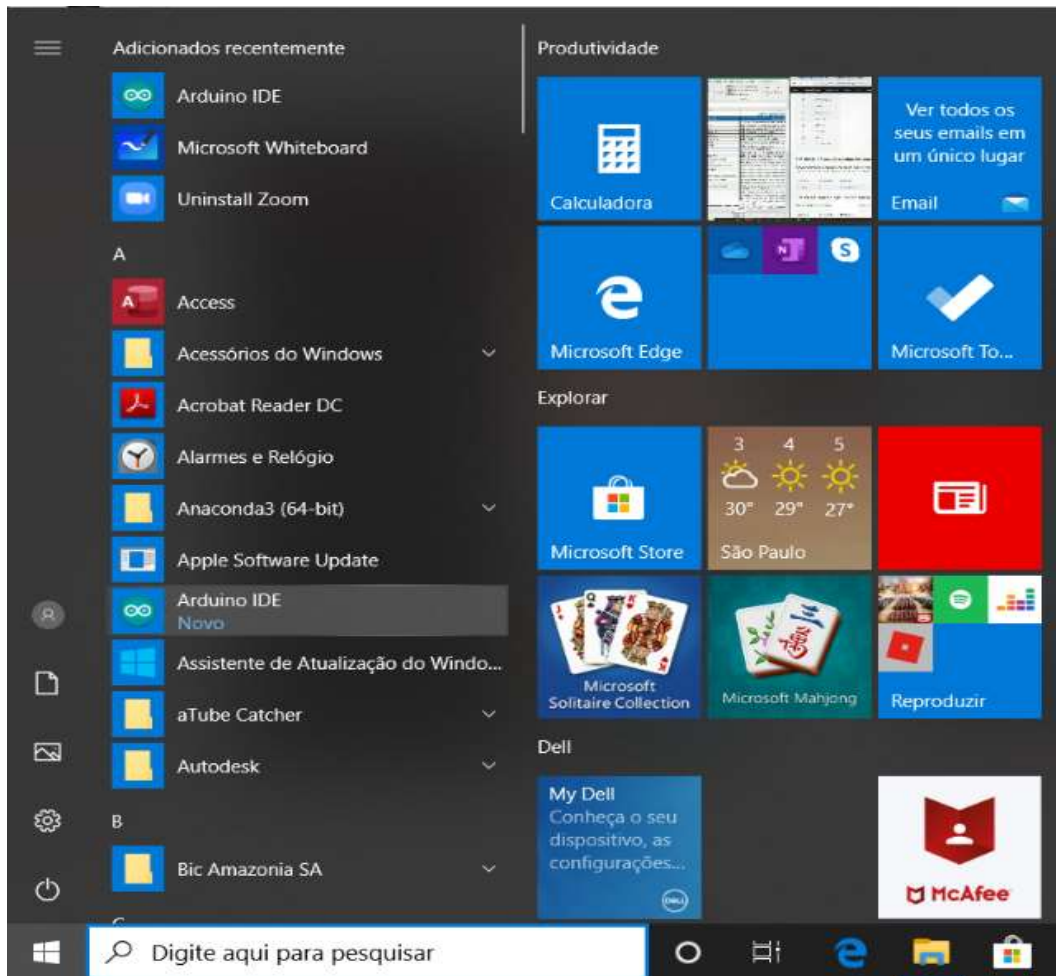 Adicionados recentemente
Arduino IDE
Microsoft Whiteboard
Uninstall Zoom
A
Access
Acessórios do Windows
Acrobat Reader DC
Alarmes e Relógio
Anaconda3 (64-bit)
Apple Software Update
Arduino IDE
Novo
Assistente de Atualização do Windo...
aTube Catcher
Autodesk
B
Bic Amazonia SA
Produtividade
Calculadora
Ver todos os
seus emails em
um único lugar
Email
Microsoft Edge
Microsoft To...
Explorar
Microsoft Store
3 4 5
30° 29° 27°
São Paulo
Microsoft
Solitaire Collection
Microsoft Mahjong
Reproduzir
Dell
My Dell
Conheça o seu
dispositivo, as
configurações...
DELL
McAfee
Digite aqui para pesquisar